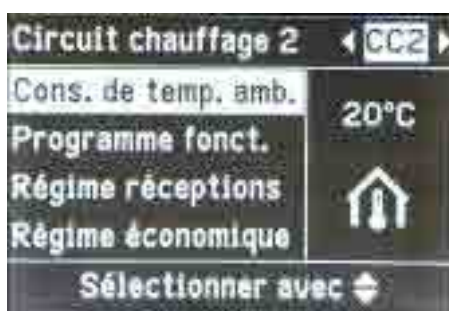 Circuit chauffage 2 ◀ CC2 ▶
Cons. de temp. amb.
20°C
Programme fonct.
Régime réceptions
Régime économique
Sélectionner avec